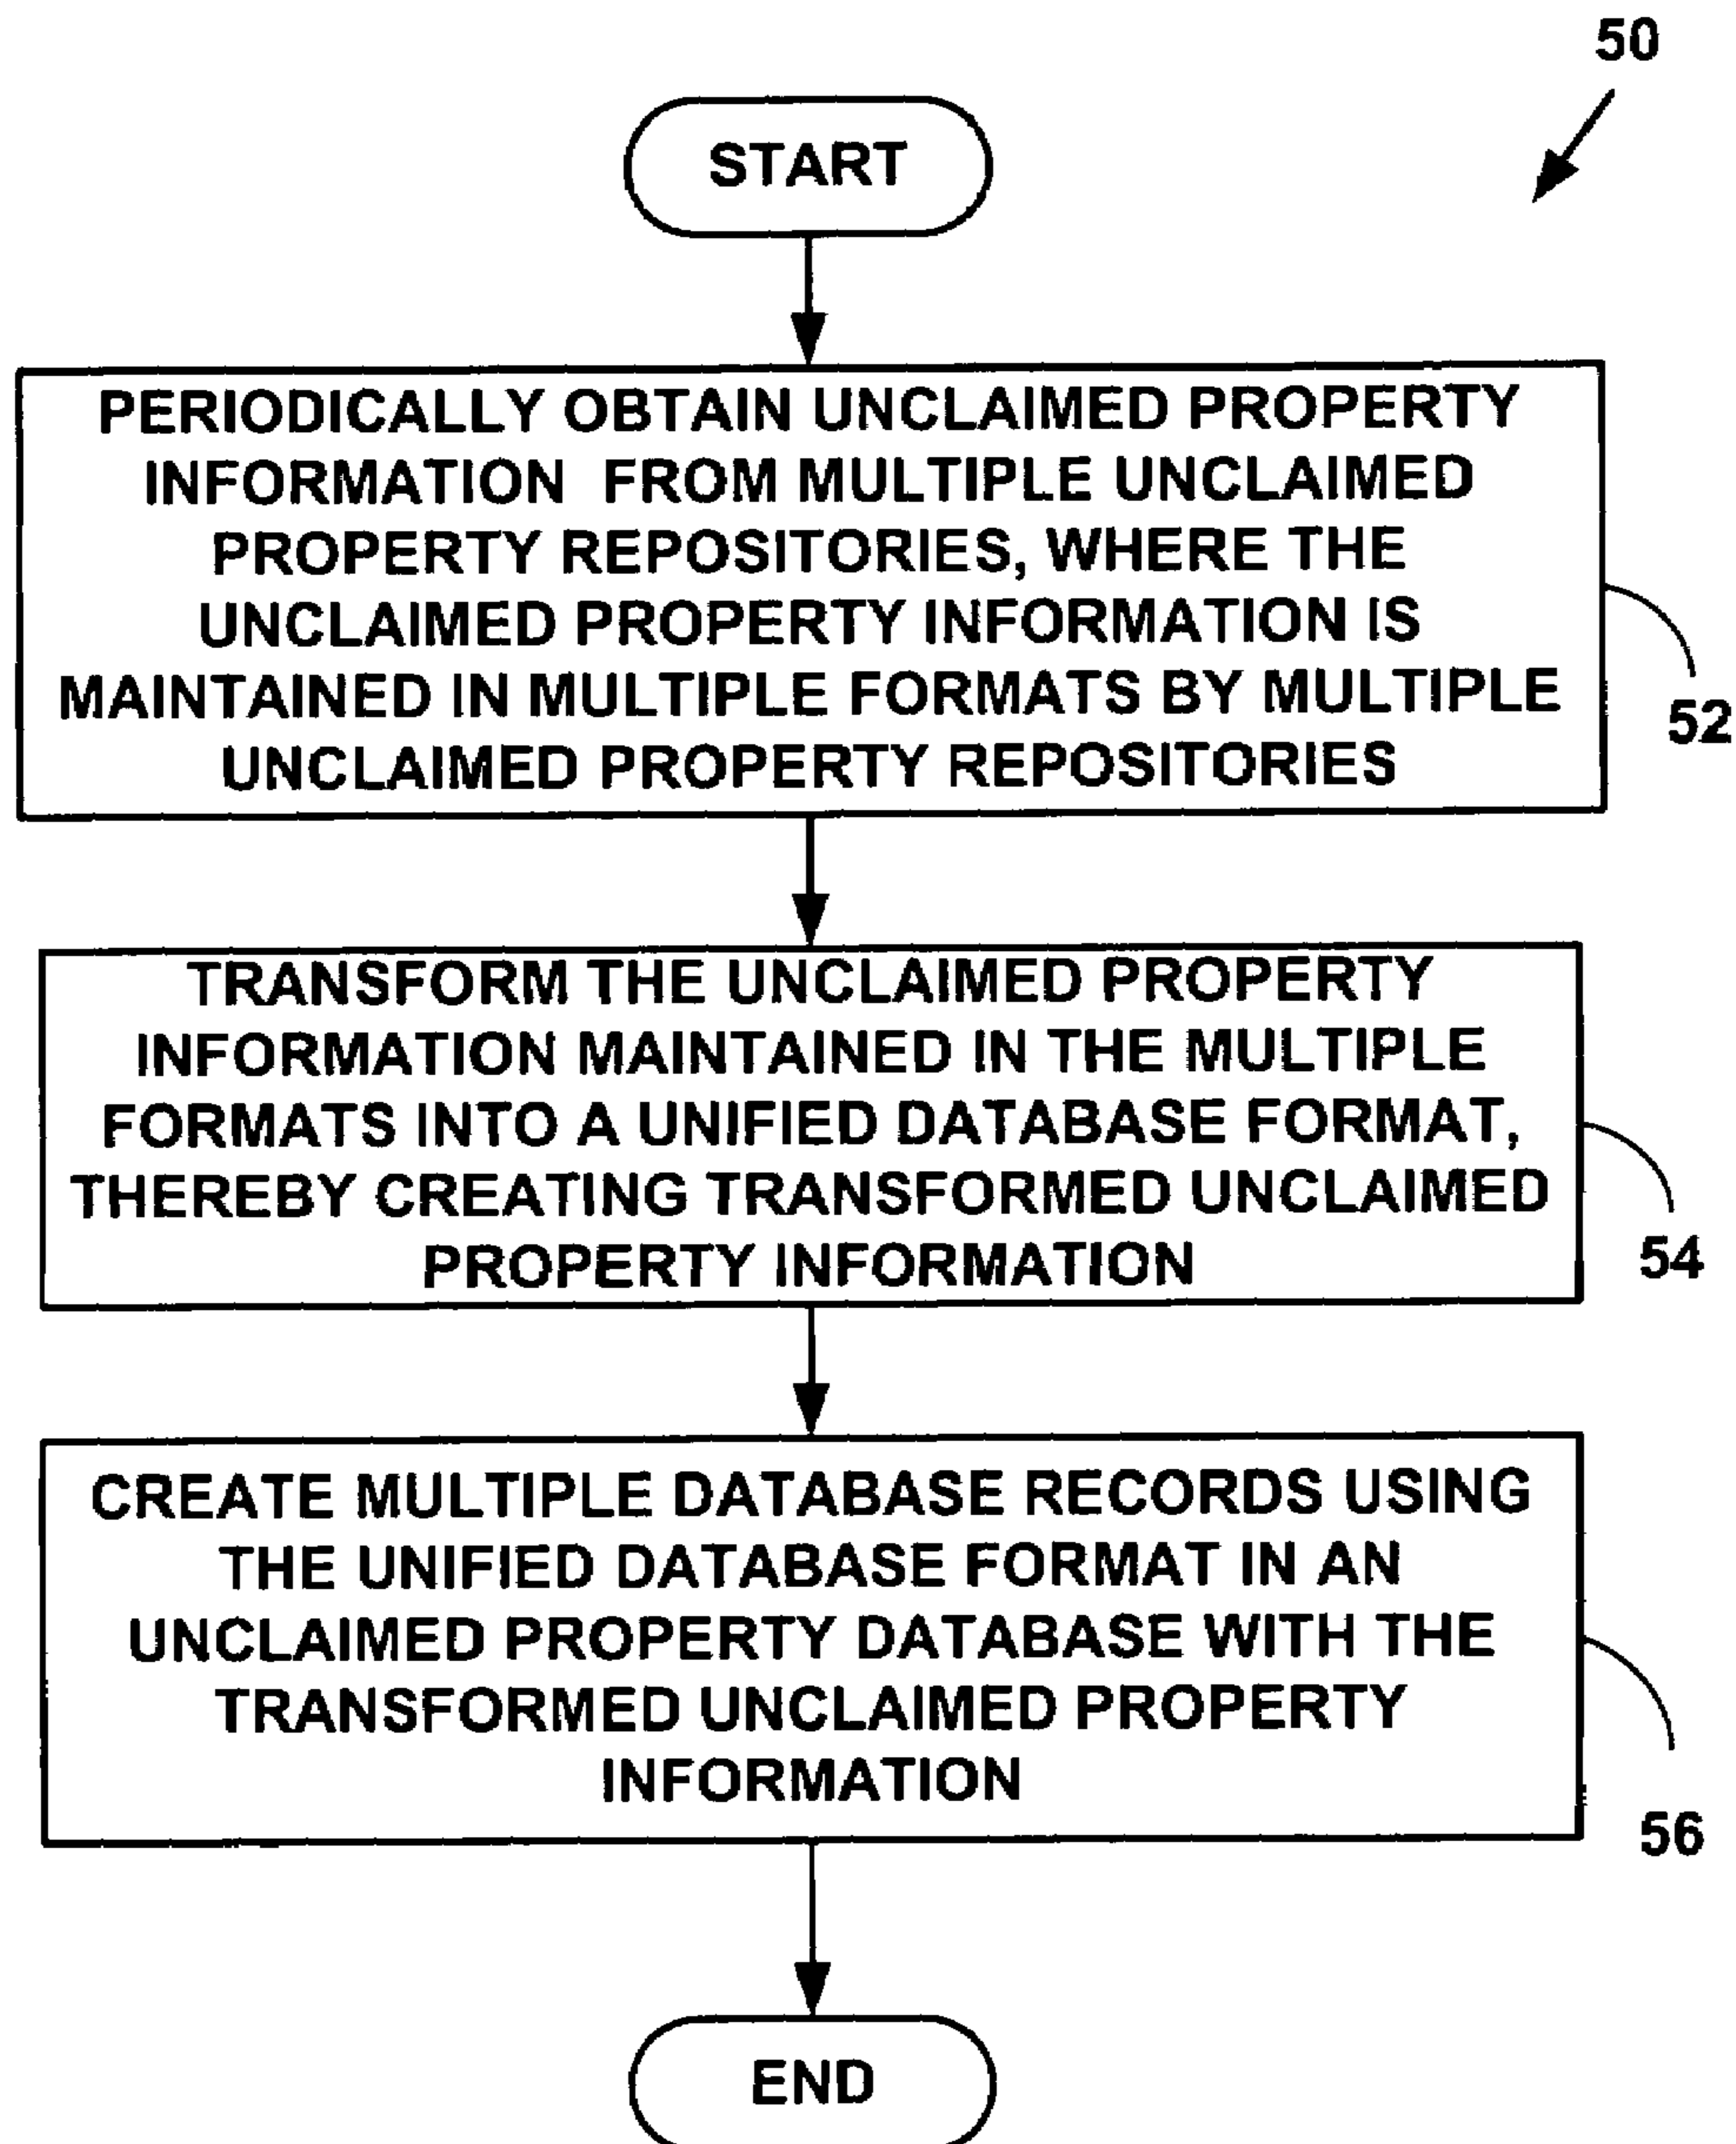 50
START
PERIODICALLY OBTAIN UNCLAIMED PROPERTY
INFORMATION FROM MULTIPLE UNCLAIMED
PROPERTY REPOSITORIES, WHERE THE
UNCLAIMED PROPERTY INFORMATION IS
MAINTAINED IN MULTIPLE FORMATS BY MULTIPLE
UNCLAIMED PROPERTY REPOSITORIES
52
TRANSFORM THE UNCLAIMED PROPERTY
INFORMATION MAINTAINED IN THE MULTIPLE
FORMATS INTO A UNIFIED DATABASE FORMAT,
THEREBY CREATING TRANSFORMED UNCLAIMED
PROPERTY INFORMATION
54
CREATE MULTIPLE DATABASE RECORDS USING
THE UNIFIED DATABASE FORMAT IN AN
UNCLAIMED PROPERTY DATABASE WITH THE
TRANSFORMED UNCLAIMED PROPERTY
INFORMATION
56
END